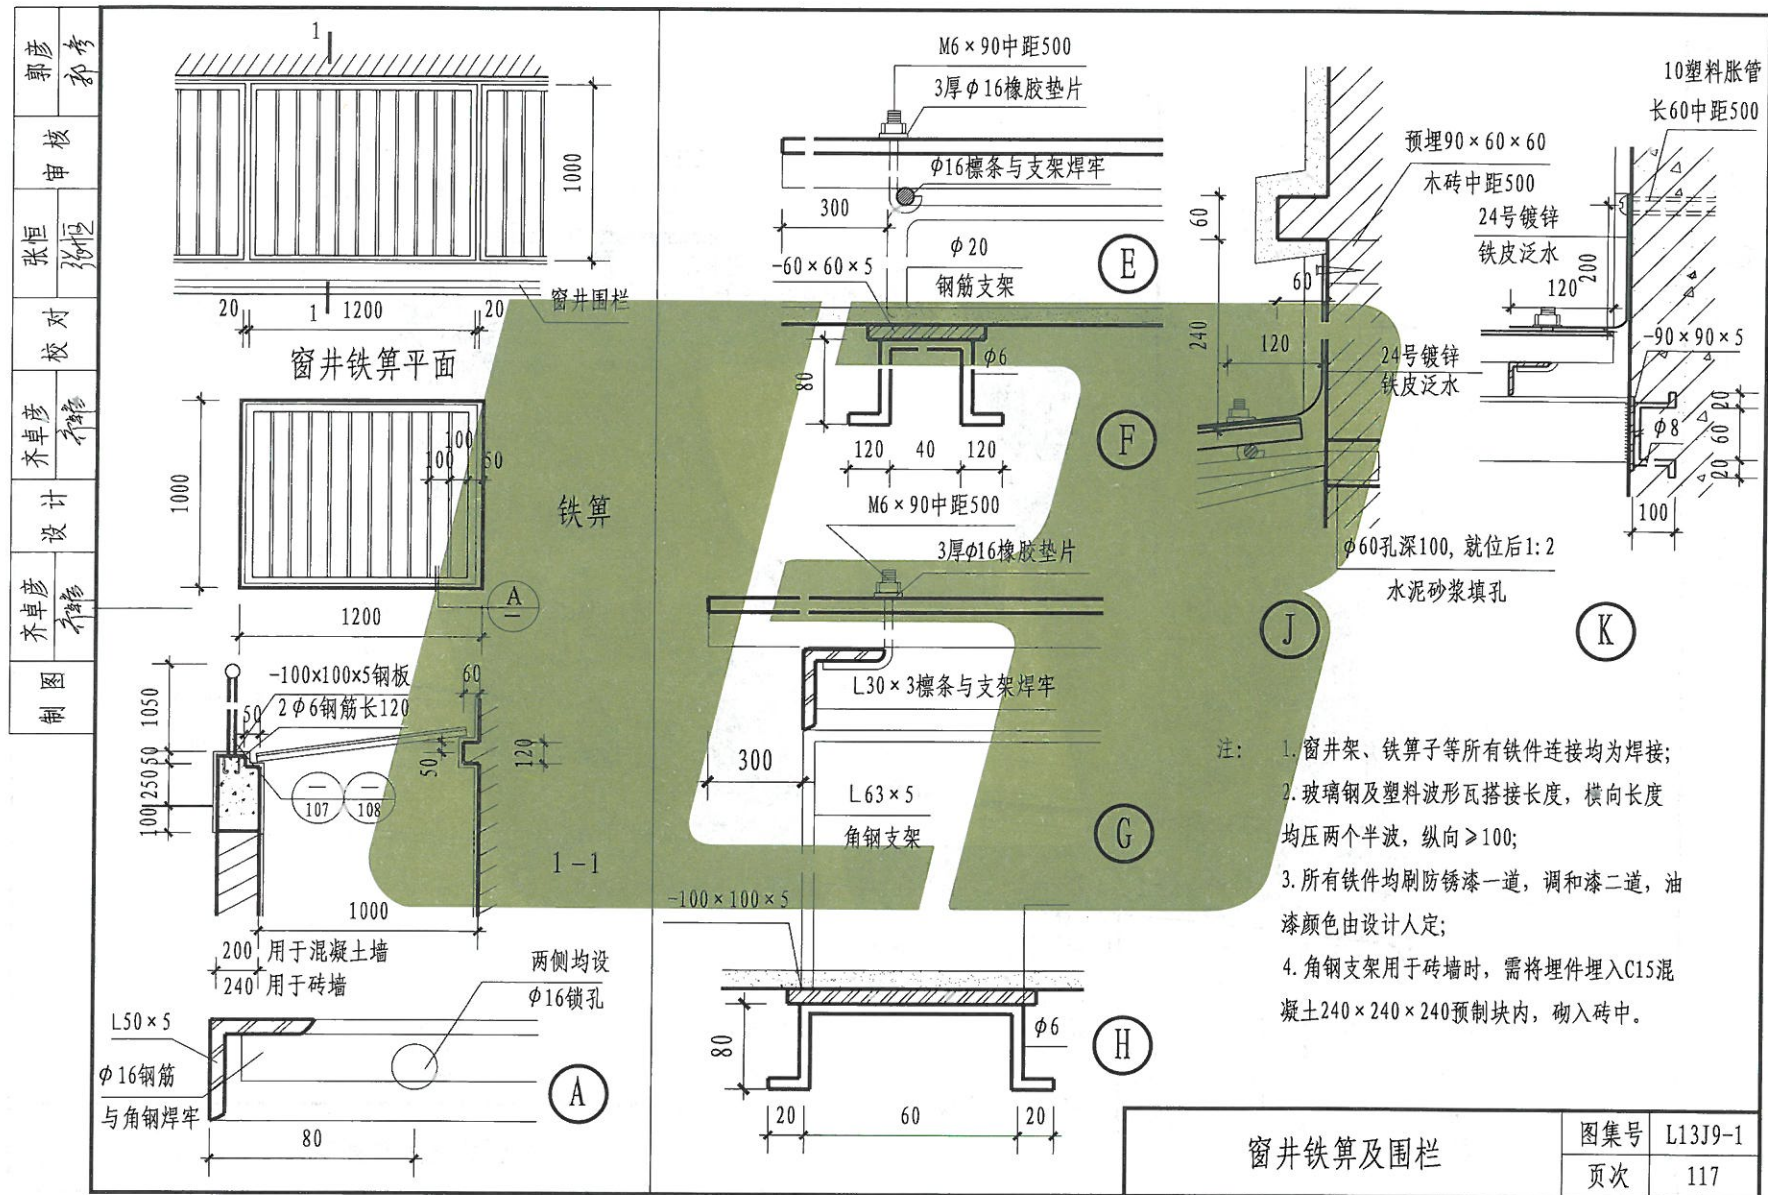 郭彦
审核
张恒
校对
齐卓彦
设计
齐卓彦
制图
1
1000
窗井围栏
20
1
1200
20
窗井铁箅平面
100
100
50
1000
铁箅
A
1200
-100×100×5钢板
60
2φ6钢筋长120
50
1050
50
250
100
50
120
107
108
1-1
1000
200 用于混凝土墙
240 用于砖墙
两侧均设
φ16锁孔
L50×5
φ16钢筋
与角钢焊牢
80
A
M6×90中距500
3厚φ16橡胶垫片
φ16檩条与支架焊牢
300
φ20
钢筋支架
-60×60×5
E
80
φ6
120
40
120
F
M6×90中距500
3厚φ16橡胶垫片
L30×3檩条与支架焊牢
300
L63×5
角钢支架
G
-100×100×5
80
φ6
20
60
20
H
60
预埋90×60×60
木砖中距500
60
240
120
24号镀锌
铁皮泛水
φ60孔深100, 就位后1:2
水泥砂浆填孔
J
10塑料胀管
长60中距500
24号镀锌
铁皮泛水
200
120
-90×90×5
20
60
20
φ8
100
K
注: 1. 窗井架、铁箅子等所有铁件连接均为焊接;
2. 玻璃钢及塑料波形瓦搭接长度，横向长度
均压两个半波，纵向≥100;
3. 所有铁件均刷防锈漆一道，调和漆二道，油
漆颜色由设计人定;
4. 角钢支架用于砖墙时，需将埋件埋入C15混
凝土240×240×240预制块内，砌入砖中。
窗井铁箅及围栏
图集号 L13J9-1
页次 117